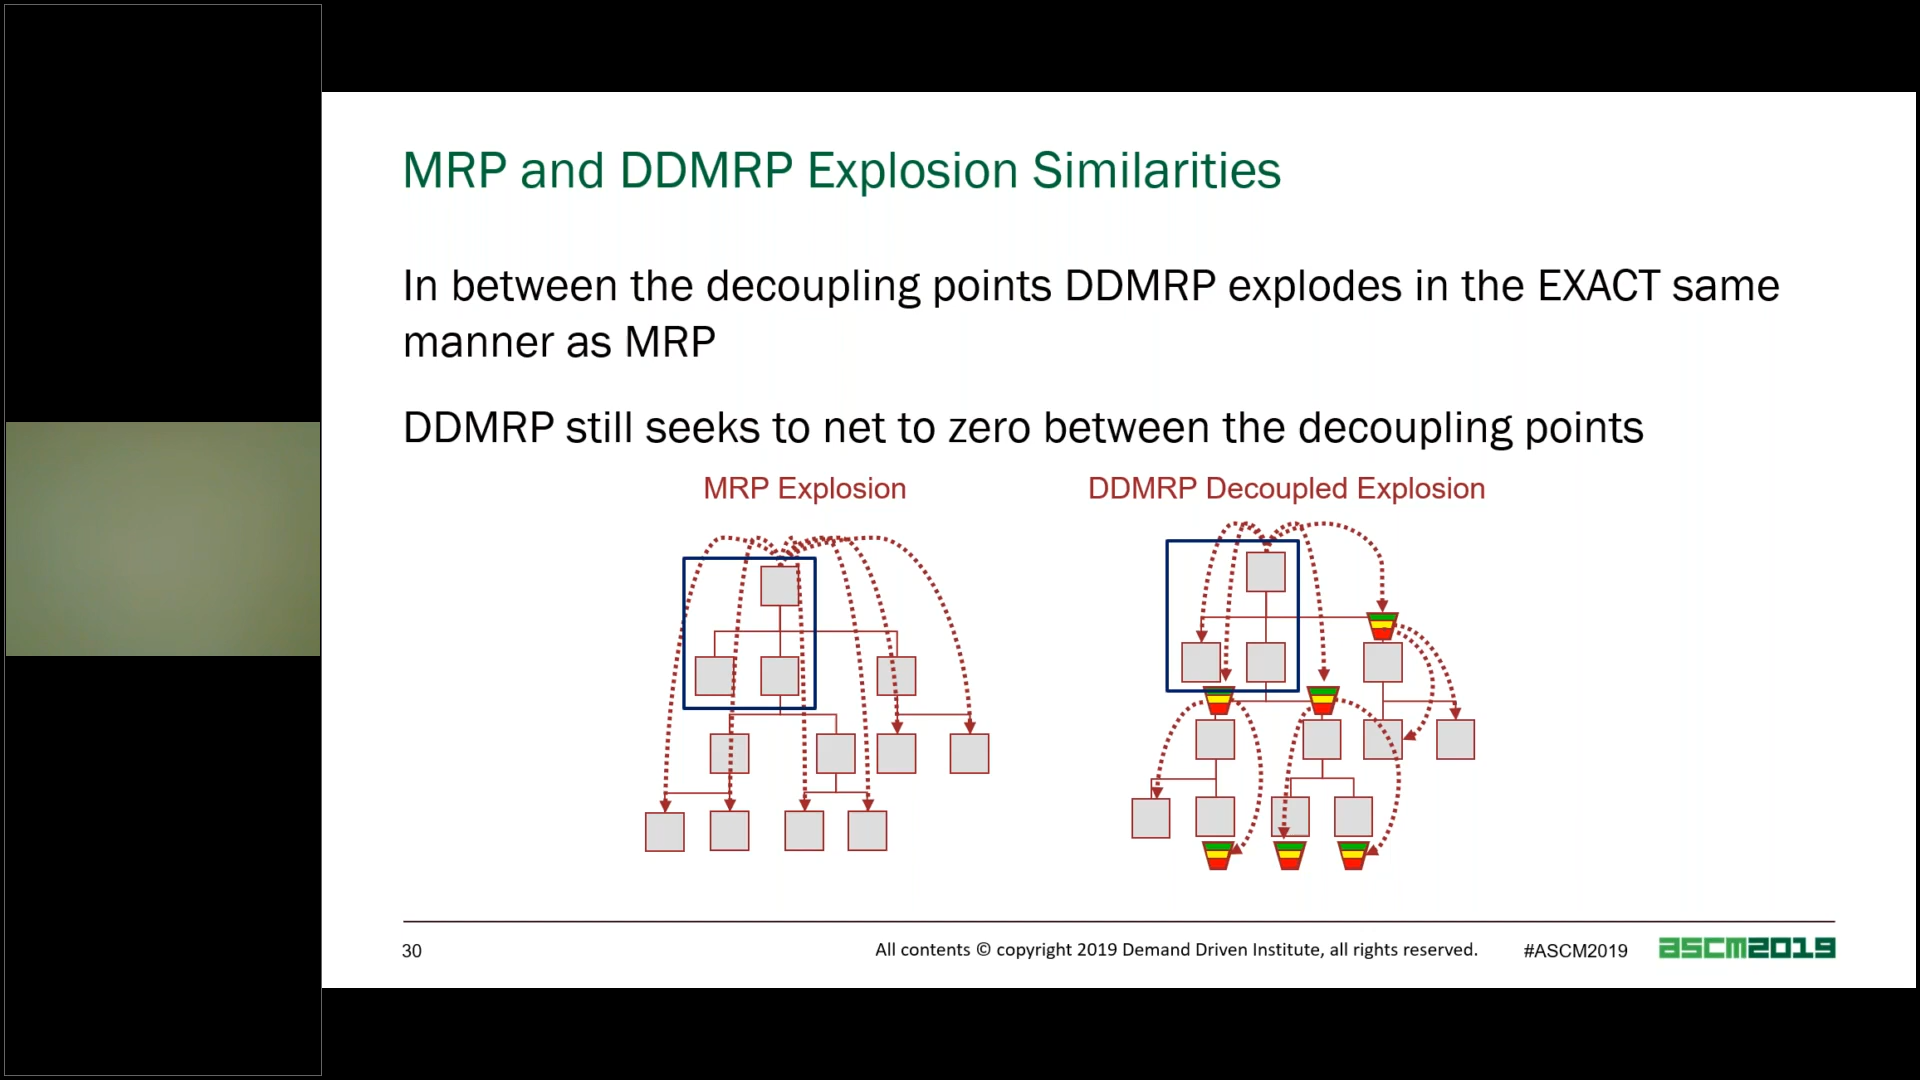 MRP and DDMRP Explosion Similarities
In between the decoupling points DDMRP explodes in the EXACT same
manner as MRP
DDMRP still seeks to net to zero between the decoupling points
MRP Explosion
DDMRP Decoupled Explosion
30
All contents © copyright 2019 Demand Driven Institute, all rights reserved.
#ASCM2019
ascm2019